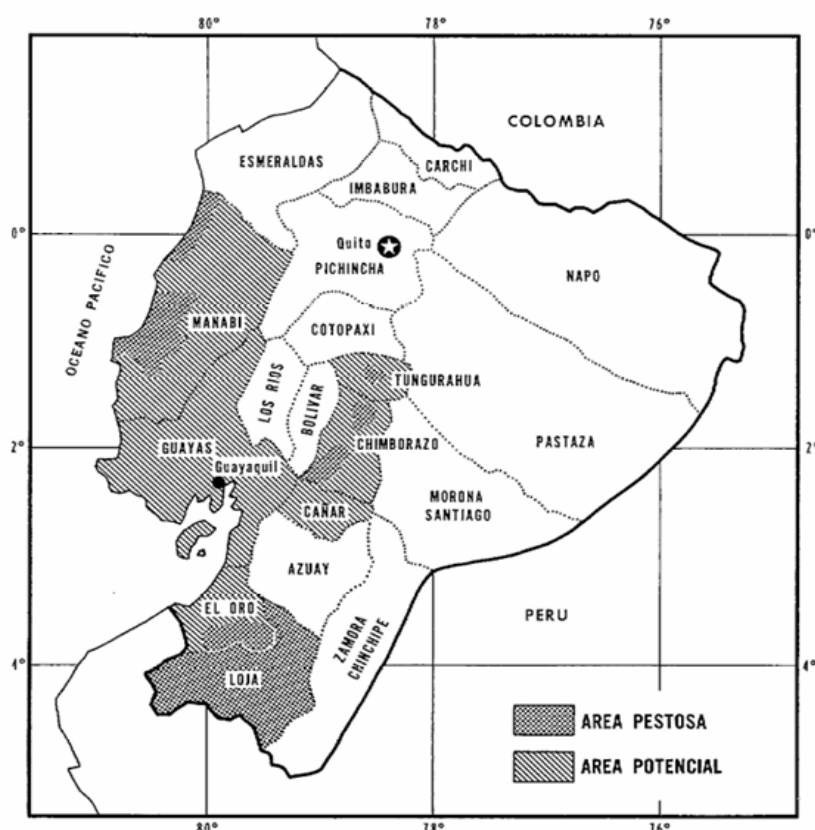 80°
78°
76°
COLOMBIA
ESMERALDAS
CARCHI
IMBABURA
0°
0°
Quito
PICHINCHA
NAPO
OCEANO PACIFICO
MANABI
COTOPAXI
LOS RIOS
BOLIVAR
TUNGURAHUA
GUAYAS
CHIMBORAZO
PASTAZA
2°
2°
Guayaquil
CAÑAR
MORONA
SANTIAGO
AZUAY
PERU
EL ORO
ZAMORA
CHINCHIPE
4°
4°
LOJA
AREA PESTOSA
AREA POTENCIAL
80°
78°
76°